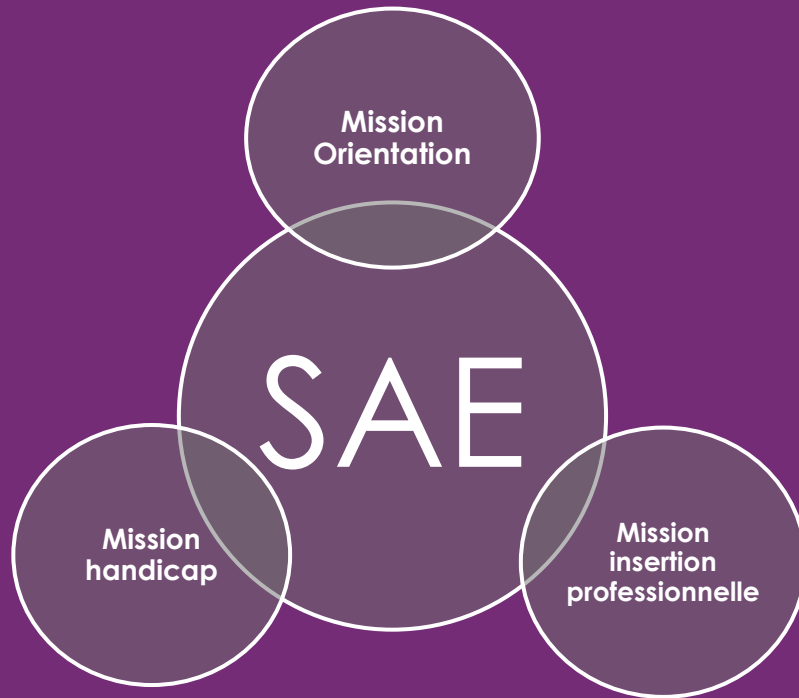 Mission
Orientation
SAE
Mission
handicap
Mission
insertion
professionnelle